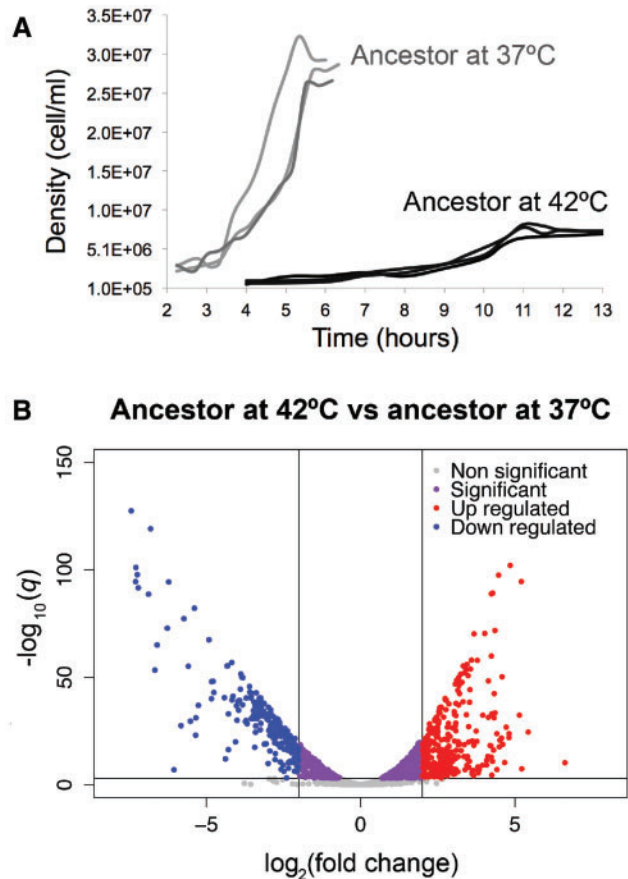 A
3.5E+07
3.0E+07
2.5E+07
2.0E+07
1.5E+07
1.0E+07
5.1E+06
1.0E+05
Density (cell/ml)
Ancestor at 37ºC
Ancestor at 42ºC
2 3 4 5 6 7 8 9 10 11 12 13
Time (hours)
B Ancestor at 42ºC vs ancestor at 37ºC
150
100
50
0
-log10(q)
Non significant
Significant
Up regulated
Down regulated
−5 0 5
log2(fold change)